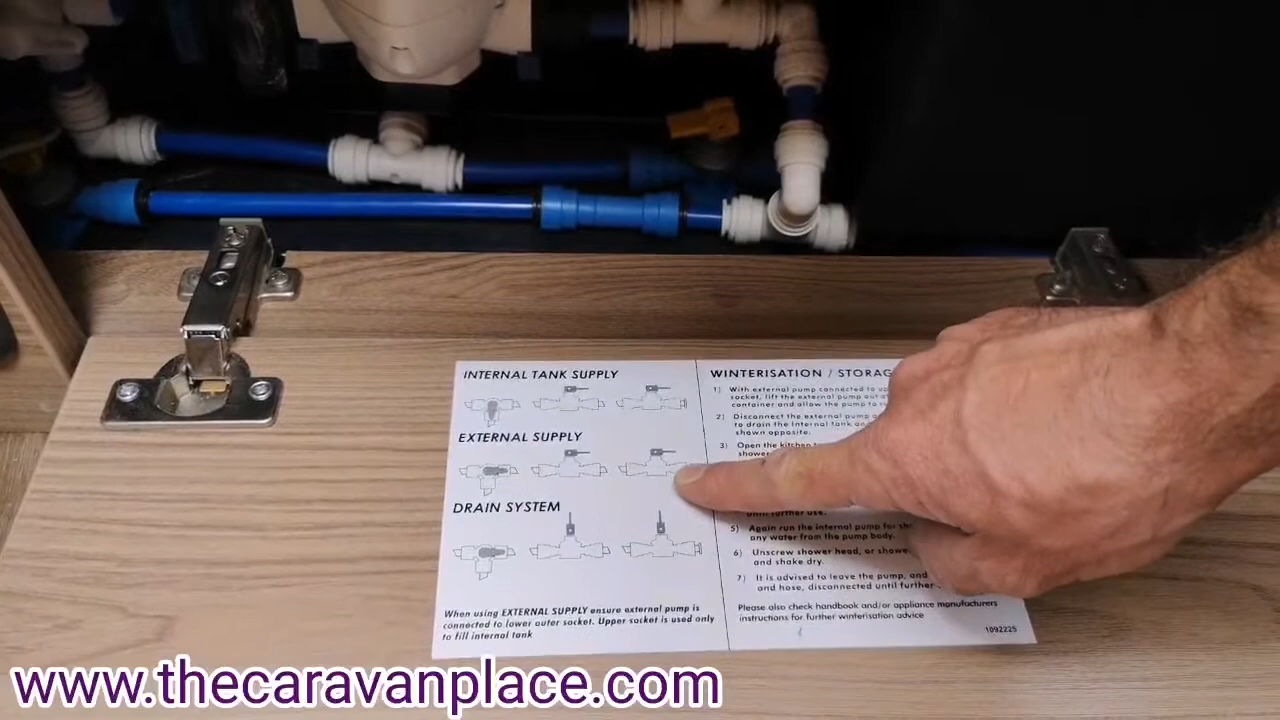 INTERNAL TANK SUPPLY
EXTERNAL SUPPLY
DRAIN SYSTEM
When using EXTERNAL SUPPLY ensure external pump is
connected to lower outer socket. Upper socket is used only
to fill internal tank
WINTERISATION / STORAG
1) With external pump connected to
socket, lift the external pump out
container and allow the pump to
2) Disconnect the external pump
to drain the Internal tank
shown opposite.
3) Open the kitchen
shower
until further use.
5) Again run the internal pump for
any water from the pump body.
6) Unscrew shower head, or
and shake dry.
7) It is advised to leave the pump, and
and hose, disconnected until further
Please also check handbook and/or appliance manufacturers
instructions for further winterisation advice
1092225
www.thecaravanplace.com